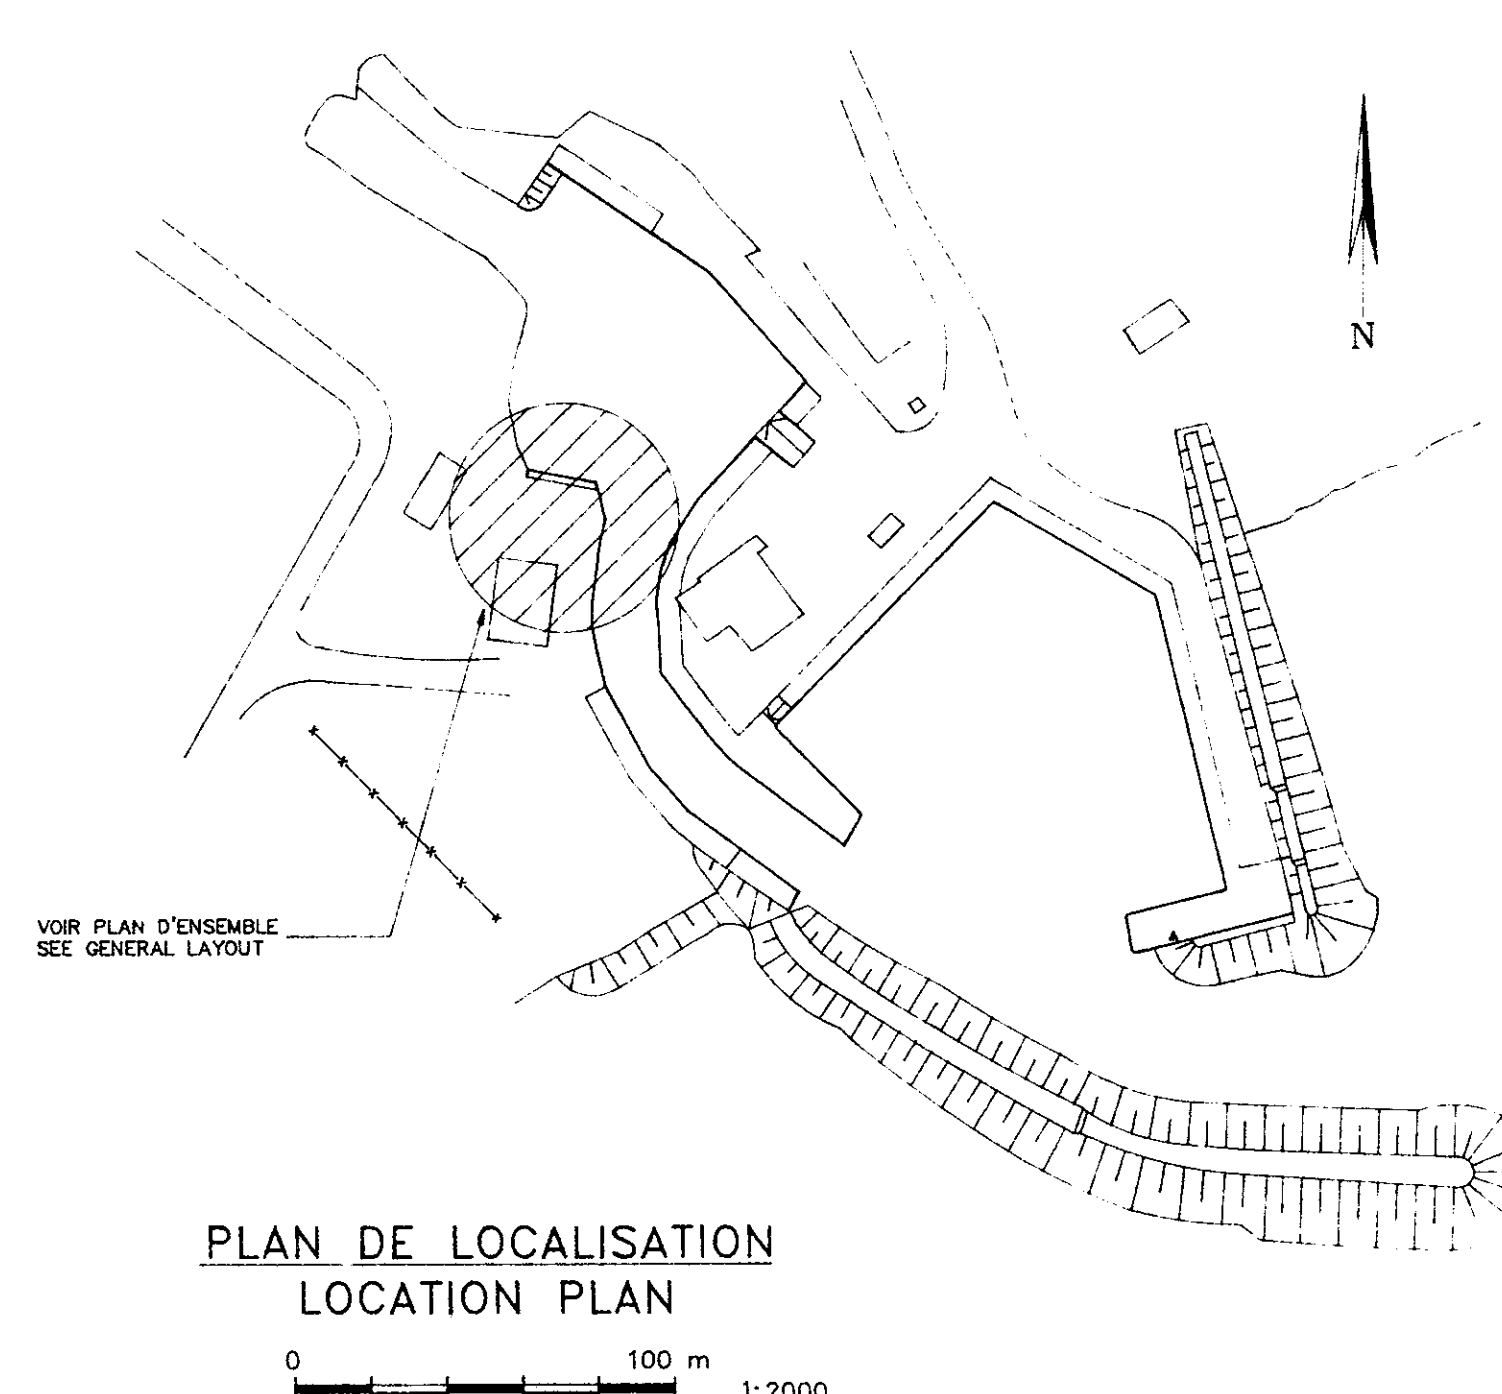 N
VOIR PLAN D'ENSEMBLE
SEE GENERAL LAYOUT
PLAN DE LOCALISATION
LOCATION PLAN
0 100 m
1:2000